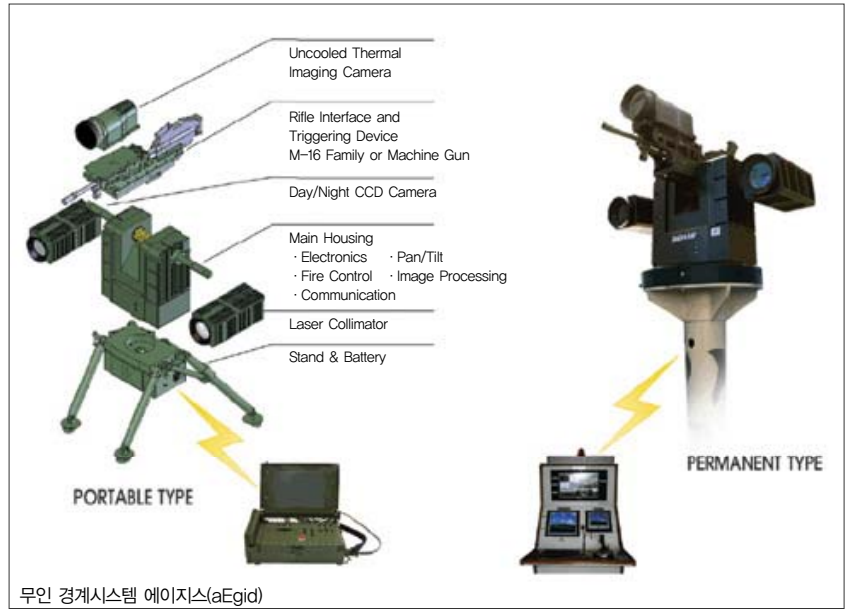 Uncooled Thermal
Imaging Camera
Rifle Interface and
Triggering Device
M-16 Family or Machine Gun
Day/Night CCD Camera
Main Housing
· Electronics · Pan/Tilt
· Fire Control · Image Processing
· Communication
Laser Collimator
Stand & Battery
PORTABLE TYPE
PERMANENT TYPE
무인 경계시스템 에이지스(aEgid)